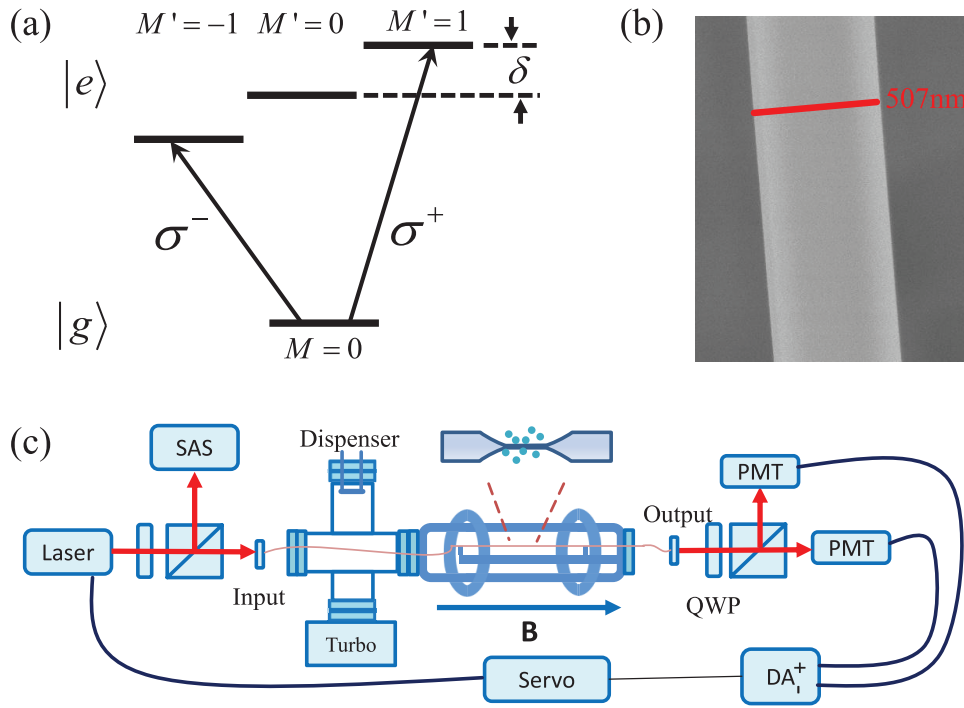 (a)
M' = −1 M' = 0 M' = 1
|e⟩
δ
σ⁻
σ⁺
|g⟩
M = 0
(b)
507nm
(c)
SAS
Dispenser
PMT
Output
Laser
PMT
Input
QWP
B
Turbo
Servo
DA + -